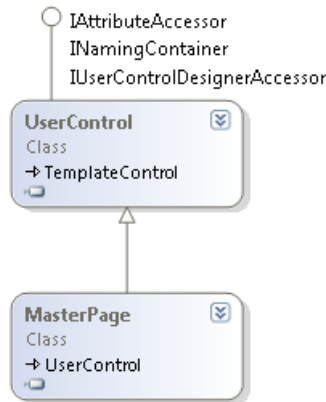 IAttributeAccessor
INamingContainer
IUserControlDesignerAccessor
UserControl
Class
TemplateControl
MasterPage
Class
UserControl